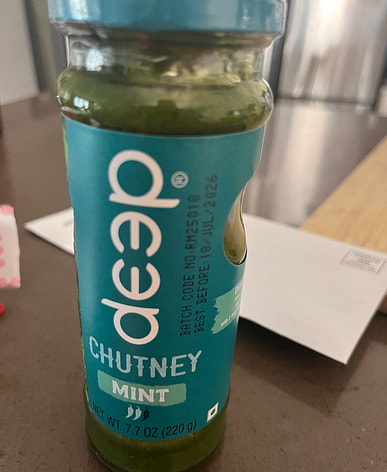 deep®
CHUTNEY
MINT
NET WT. 7.7 OZ (220 g)
BATCH CODE NO:RM25018
BEST BEFORE:18/JUL/2026